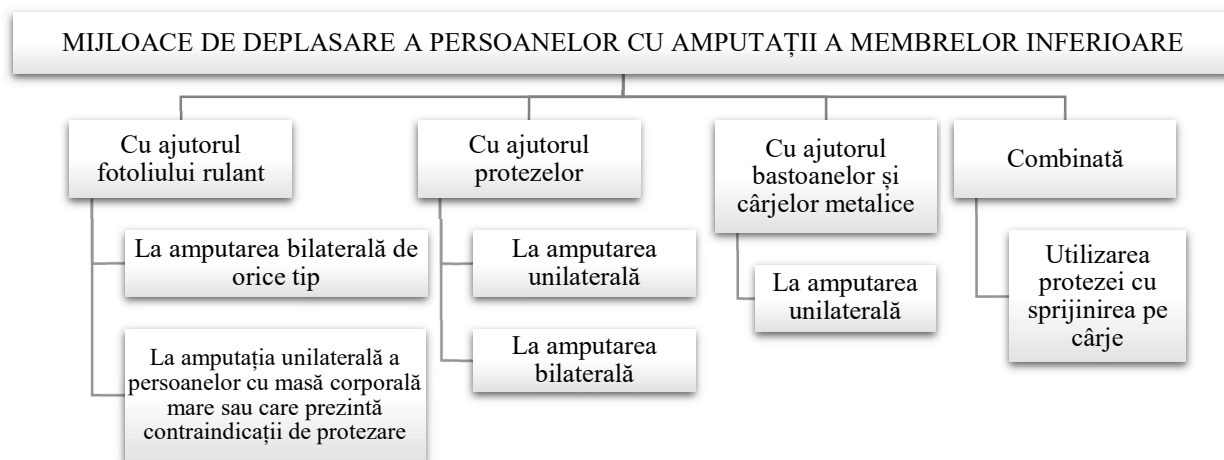 MIJLOACE DE DEPLASARE A PERSOANELOR CU AMPUTAȚII A MEMBRELOR INFERIOARE
Cu ajutorul
fotoliului rulant
La amputarea bilaterală de
orice tip
La amputația unilaterală a
persoanelor cu masă corporală
mare sau care prezintă
contraindicații de protezare
Cu ajutorul
protezelor
La amputarea
unilaterală
La amputarea
bilaterală
Cu ajutorul
bastoanelor și
cârjelor metalice
La amputarea
unilaterală
Combinată
Utilizarea
protezei cu
sprijinirea pe
cârje